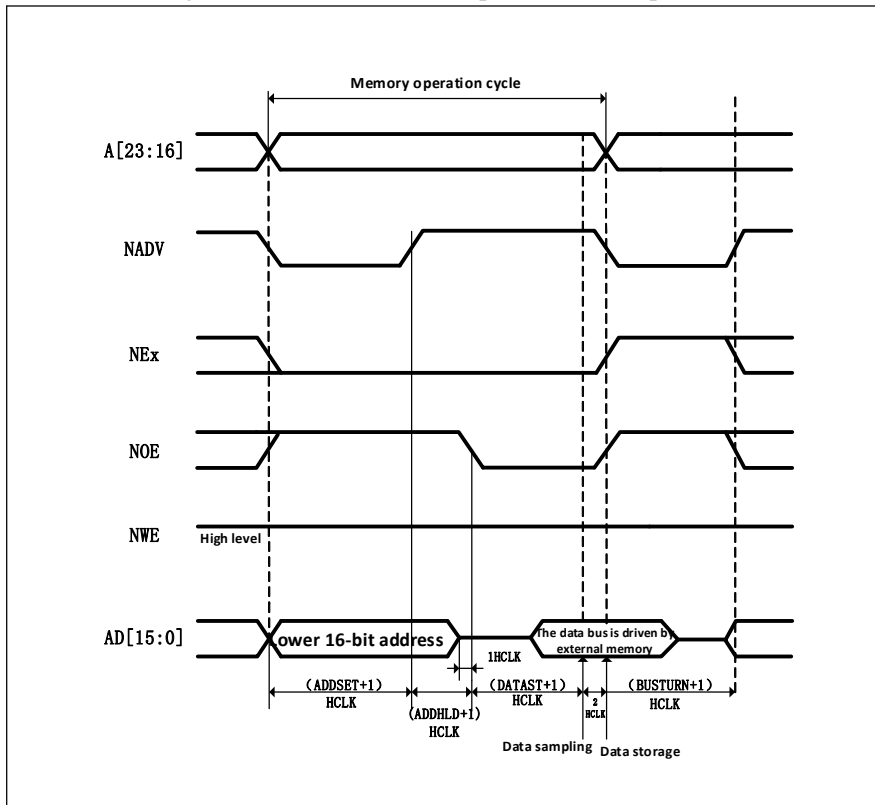 Memory operation cycle
A[23:16]
NADV
NEx
NOE
NWE
High level
AD[15:0]
Lower 16-bit address
The data bus is driven by
external memory
1HCLK
(ADDSET+1)
HCLK
(ADDHLD+1)
HCLK
(DATAST+1)
HCLK
2
HCLK
(BUSTURN+1)
HCLK
Data sampling
Data storage